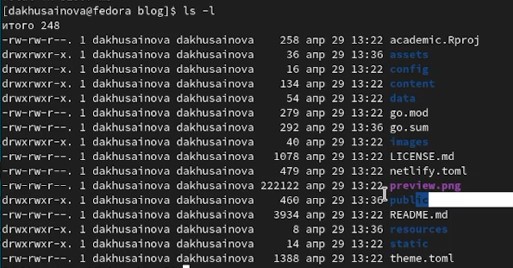 [dakhusainova@fedora blog]$ ls -l
итого 248
-rw-rw-r--. 1 dakhusainova dakhusainova    258 апр 29 13:22 academic.Rproj
drwxrwxr-x. 1 dakhusainova dakhusainova     36 апр 29 13:36 assets
drwxrwxr-x. 1 dakhusainova dakhusainova     16 апр 29 13:22 config
drwxrwxr-x. 1 dakhusainova dakhusainova    134 апр 29 13:22 content
drwxrwxr-x. 1 dakhusainova dakhusainova     54 апр 29 13:22 data
-rw-rw-r--. 1 dakhusainova dakhusainova    279 апр 29 13:22 go.mod
-rw-rw-r--. 1 dakhusainova dakhusainova    292 апр 29 13:36 go.sum
drwxrwxr-x. 1 dakhusainova dakhusainova     40 апр 29 13:22 images
-rw-rw-r--. 1 dakhusainova dakhusainova   1078 апр 29 13:22 LICENSE.md
-rw-rw-r--. 1 dakhusainova dakhusainova    479 апр 29 13:22 netlify.toml
-rw-rw-r--. 1 dakhusainova dakhusainova 222122 апр 29 13:22 preview.png
drwxrwxr-x. 1 dakhusainova dakhusainova    460 апр 29 13:36 public
-rw-rw-r--. 1 dakhusainova dakhusainova   3934 апр 29 13:22 README.md
drwxrwxr-x. 1 dakhusainova dakhusainova      8 апр 29 13:36 resources
drwxrwxr-x. 1 dakhusainova dakhusainova     14 апр 29 13:22 static
-rw-rw-r--. 1 dakhusainova dakhusainova   1388 апр 29 13:22 theme.toml